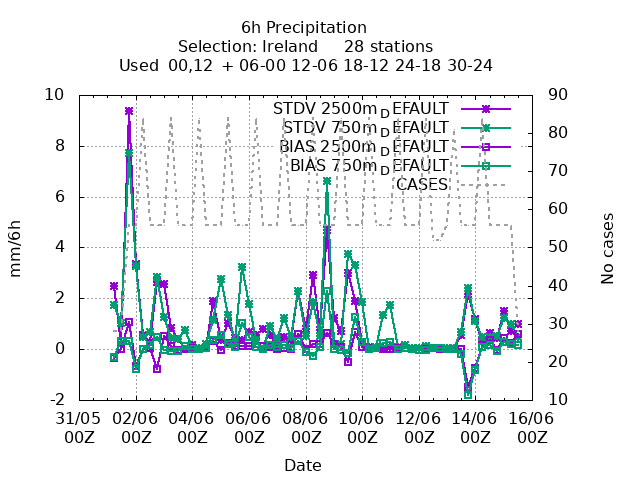 6h Precipitation
Selection: Ireland 28 stations
Used 00,12 + 06-00 12-06 18-12 24-18 30-24
STDV 2500m_DEFAULT
STDV 750m_DEFAULT
BIAS 2500m_DEFAULT
BIAS 750m_DEFAULT
CASES
mm/6h
10
8
6
4
2
0
-2
No cases
90
80
70
60
50
40
30
20
10
31/05 02/06 04/06 06/06 08/06 10/06 12/06 14/06 16/06
00Z 00Z 00Z 00Z 00Z 00Z 00Z 00Z 00Z
Date